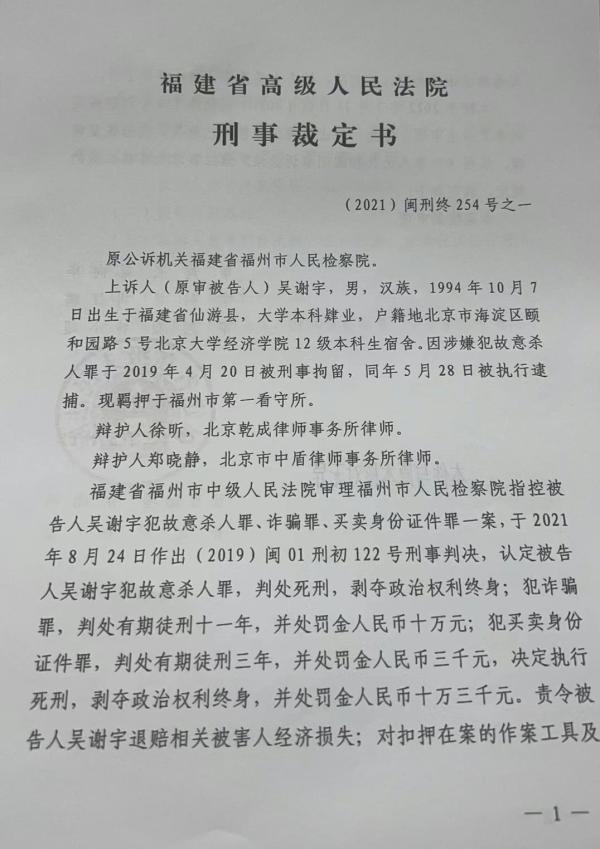 福建省高级人民法院
刑事裁定书
（2021）闽刑终254号之一
原公诉机关福建省福州市人民检察院。
上诉人（原审被告人）吴谢宇，男，汉族，1994年10月7
日出生于福建省仙游县，大学本科肄业，户籍地北京市海淀区颐
和园路5号北京大学经济学院12级本科生宿舍。因涉嫌犯故意杀
人罪于2019年4月20日被刑事拘留，同年5月28日被执行逮
捕。现羁押于福州市第一看守所。
辩护人徐昕，北京乾成律师事务所律师。
辩护人郑晓静，北京市中盾律师事务所律师。
福建省福州市中级人民法院审理福州市人民检察院指控被
告人吴谢宇犯故意杀人罪、诈骗罪、买卖身份证件罪一案，于2021
年8月24日作出（2019）闽01刑初122号刑事判决，认定被告
人吴谢宇犯故意杀人罪，判处死刑，剥夺政治权利终身；犯诈骗
罪，判处有期徒刑十一年，并处罚金人民币十万元；犯买卖身份
证件罪，判处有期徒刑三年，并处罚金人民币三千元，决定执行
死刑，剥夺政治权利终身，并处罚金人民币十万三千元。责令被
告人吴谢宇退赔相关被害人经济损失；对扣押在案的作案工具及
— 1 —